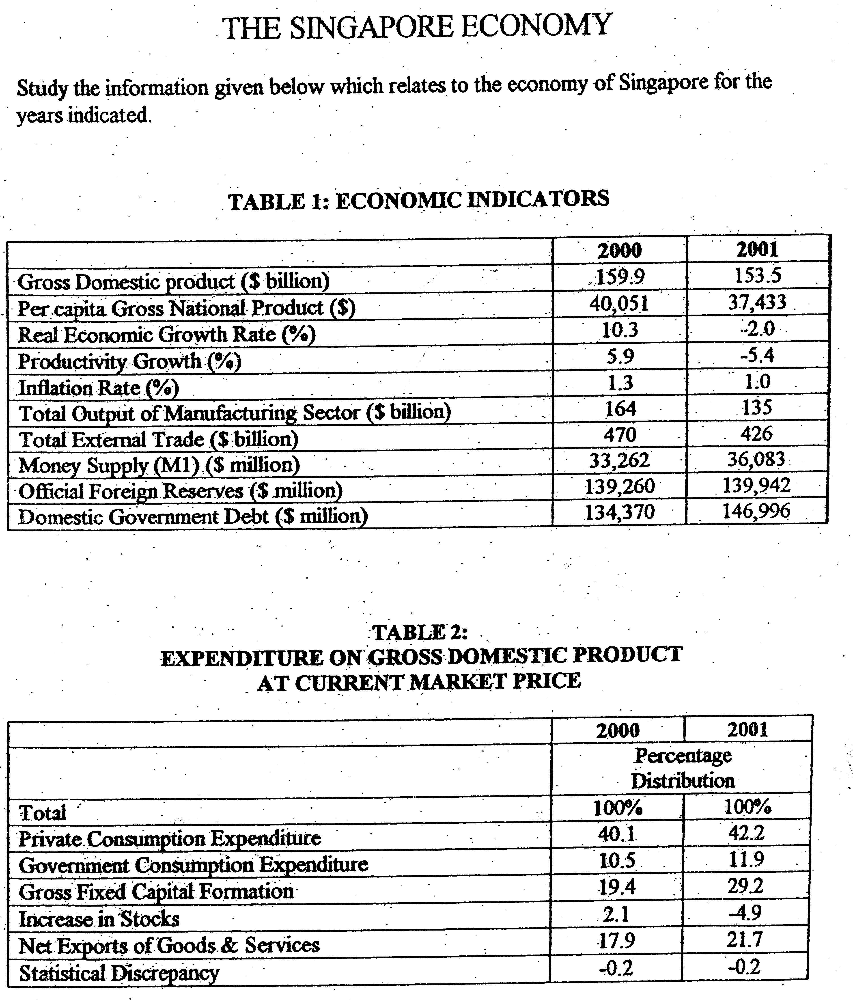 THE SINGAPORE ECONOMY
Study the information given below which relates to the economy of Singapore for the
years indicated.
TABLE 1: ECONOMIC INDICATORS
2000 2001
Gross Domestic product ($ billion) 159.9 153.5
Per capita Gross National Product ($) 40,051 37,433
Real Economic Growth Rate (%) 10.3 -2.0
Productivity Growth (%) 5.9 -5.4
Inflation Rate (%) 1.3 1.0
Total Output of Manufacturing Sector ($ billion) 164 135
Total External Trade ($ billion) 470 426
Money Supply (M1) ($ million) 33,262 36,083
Official Foreign Reserves ($ million) 139,260 139,942
Domestic Government Debt ($ million) 134,370 146,996
TABLE 2:
EXPENDITURE ON GROSS DOMESTIC PRODUCT
AT CURRENT MARKET PRICE
2000 2001
Percentage
Distribution
Total 100% 100%
Private Consumption Expenditure 40.1 42.2
Government Consumption Expenditure 10.5 11.9
Gross Fixed Capital Formation 19.4 29.2
Increase in Stocks 2.1 -4.9
Net Exports of Goods & Services 17.9 21.7
Statistical Discrepancy -0.2 -0.2